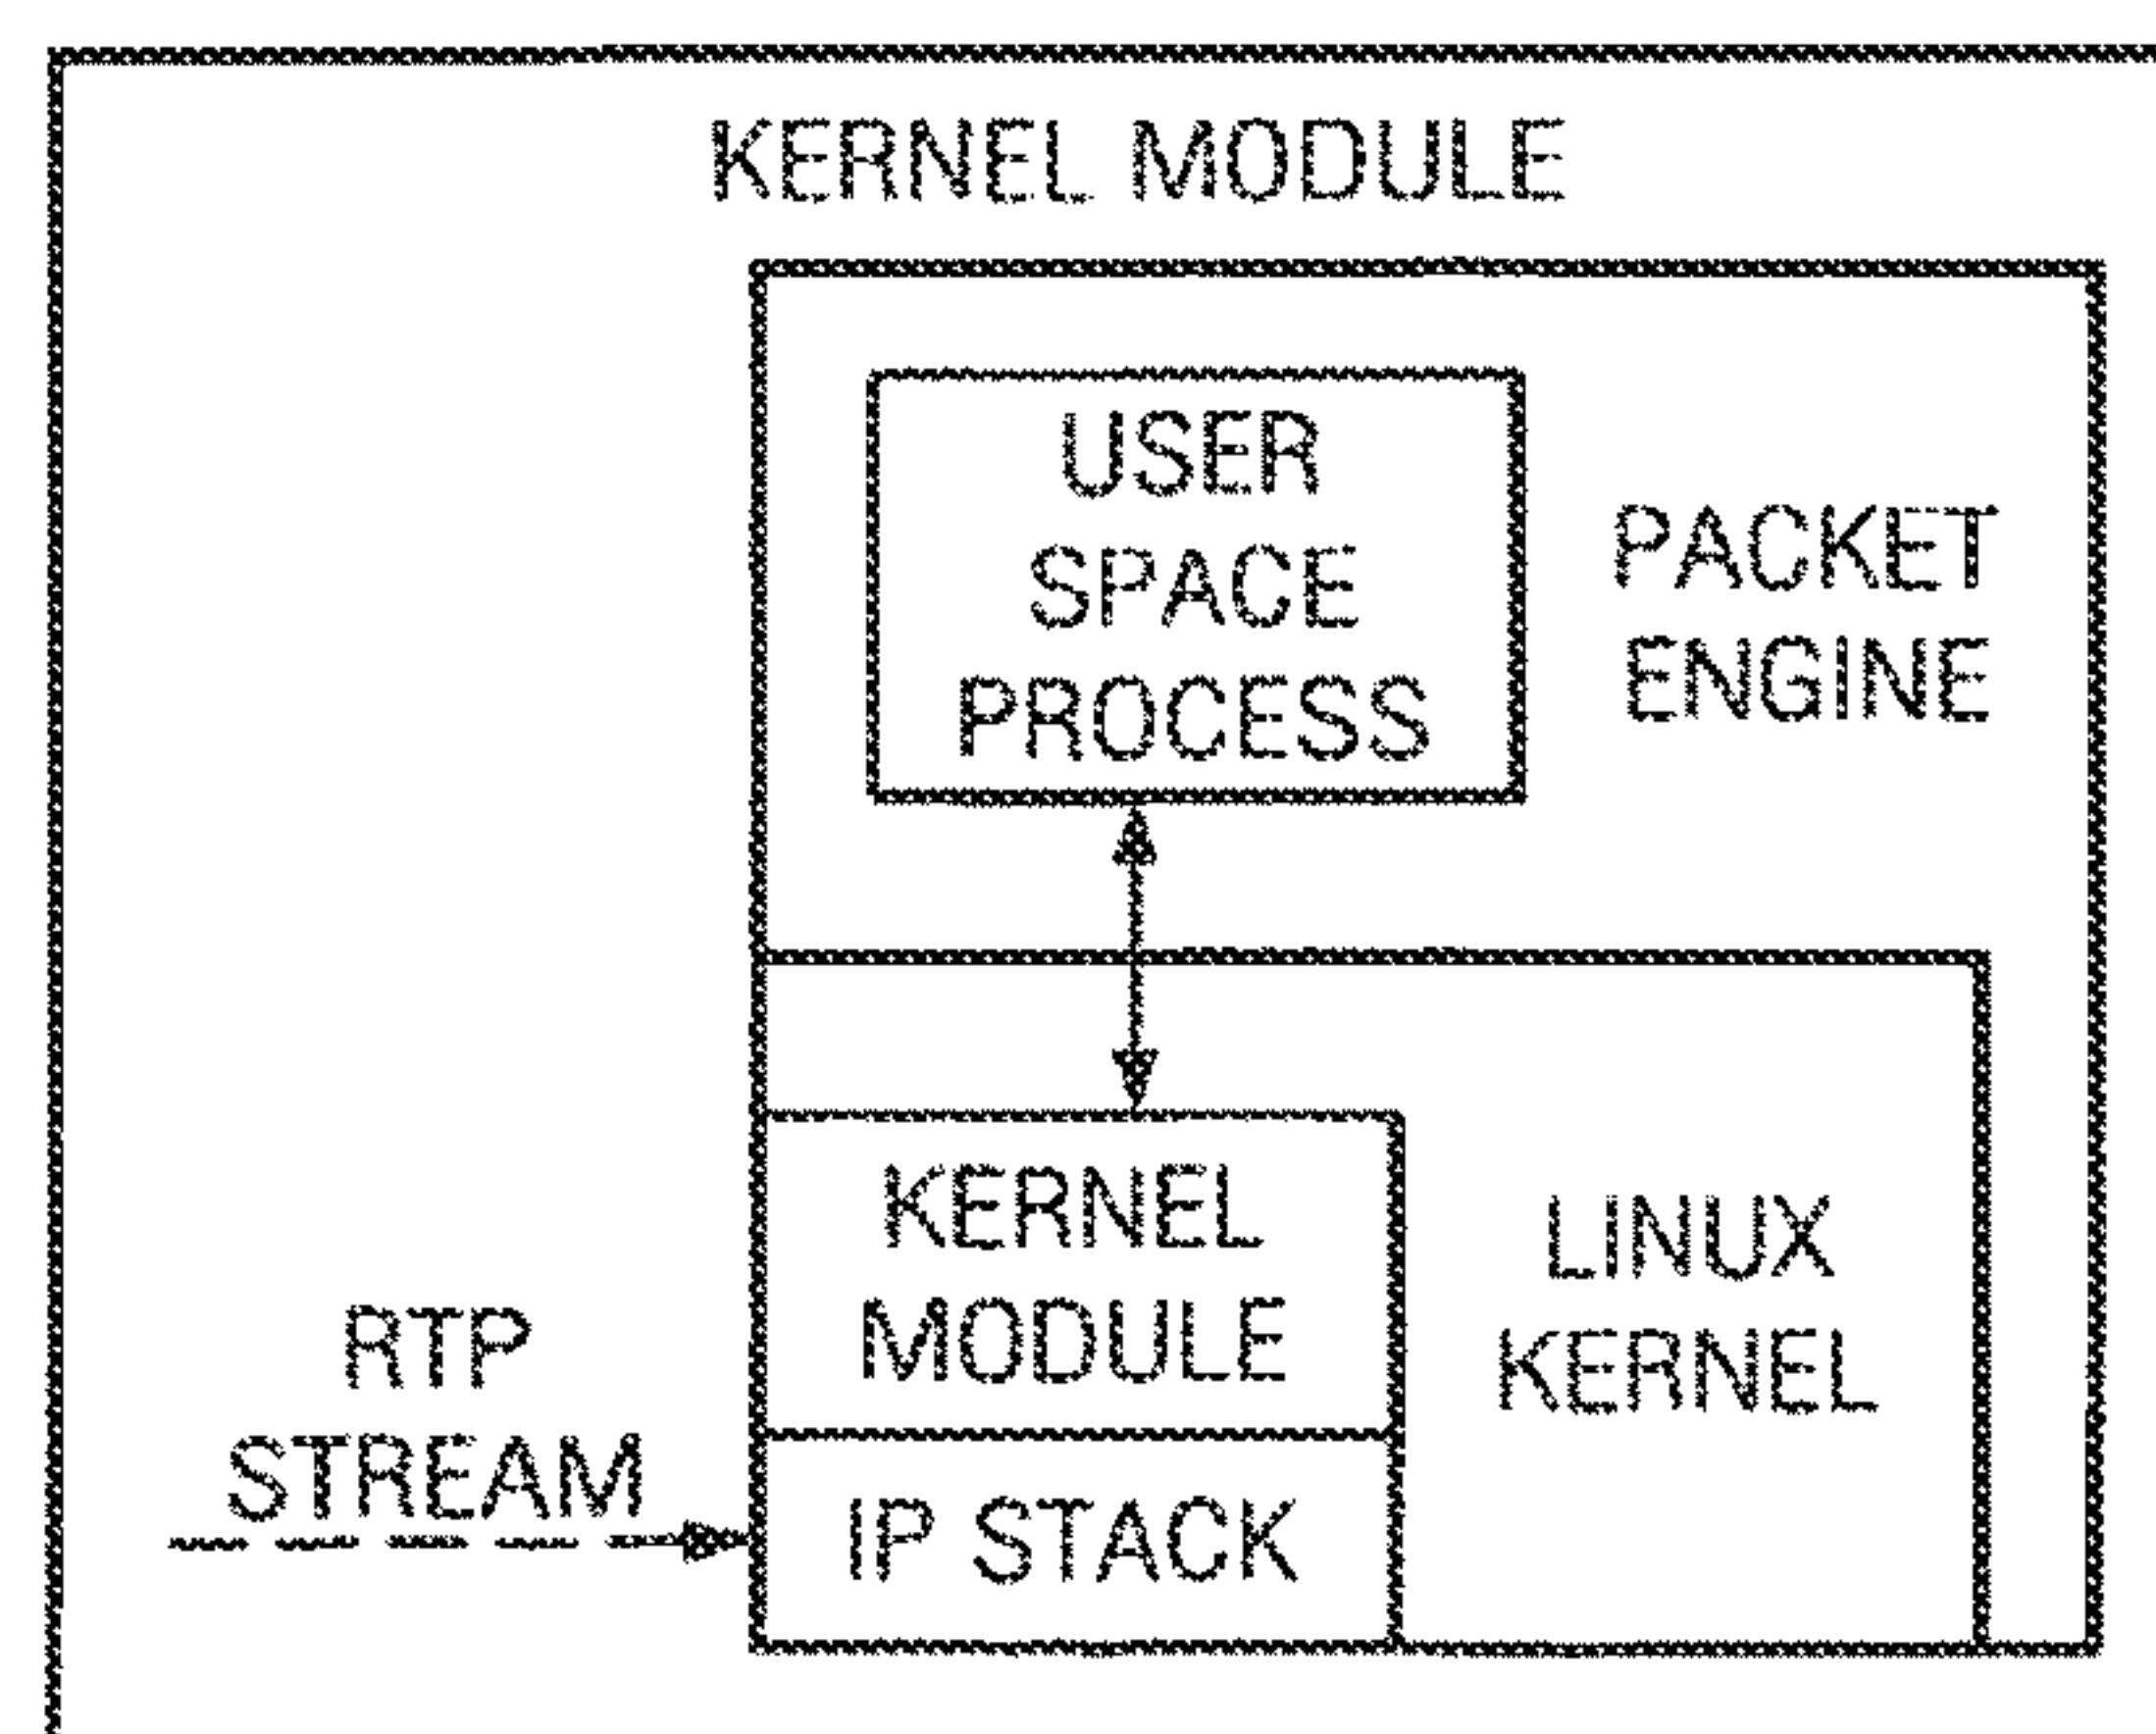 KERNEL MODULE
USER
SPACE
PROCESS
PACKET
ENGINE
KERNEL
MODULE
LINUX
KERNEL
RTP
STREAM
IP STACK